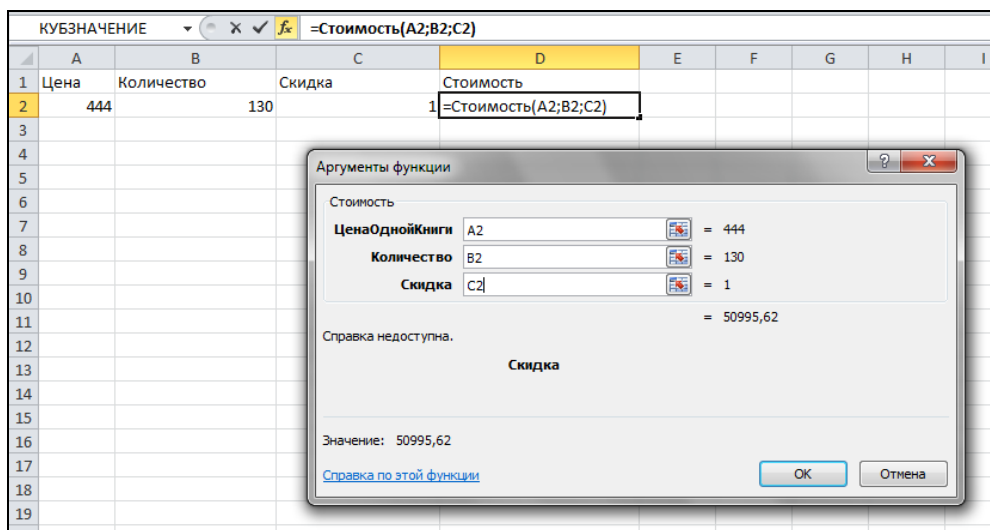 КУБЗНАЧЕНИЕ fx =Стоимость(A2;B2;C2)
A B C D E F G H I
1 Цена Количество Скидка Стоимость
2 444 130 1 =Стоимость(A2;B2;C2)
3
4
Аргументы функции ?
5
6
Стоимость
7
ЦенаОднойКниги A2 = 444
8
Количество B2 = 130
9
Скидка C2 = 1
10
11
= 50995,62
12
Справка недоступна.
13
Скидка
14
15
16
Значение: 50995,62
17
Справка по этой функции OK Отмена
18
19